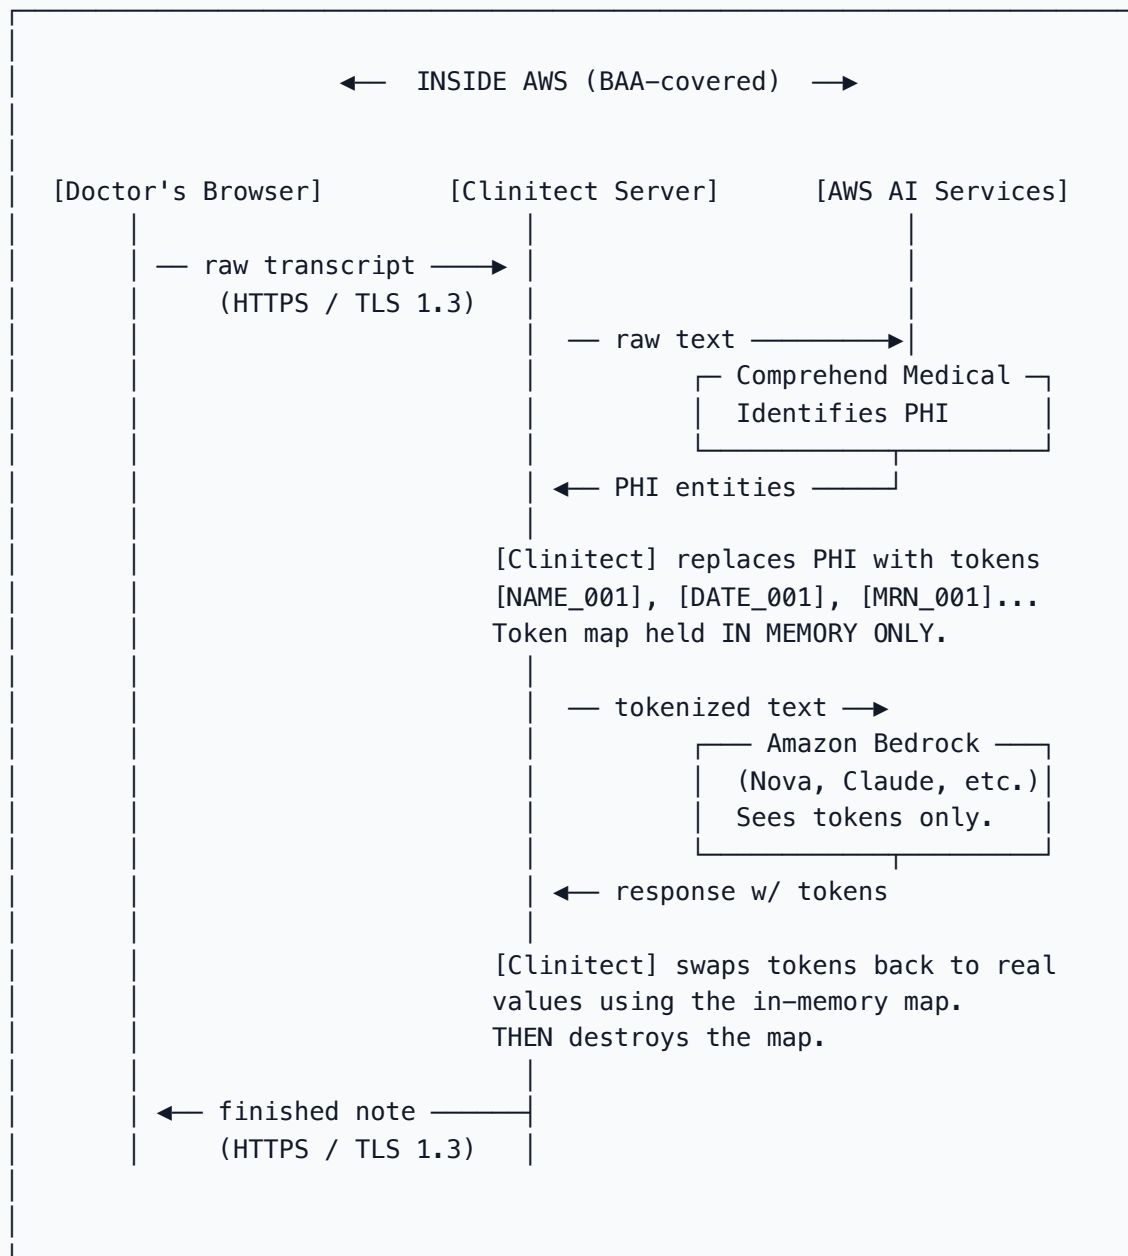 INSIDE AWS (BAA-covered)
[Doctor's Browser] [Clinitect Server] [AWS AI Services]
raw transcript
(HTTPS / TLS 1.3)
raw text
Comprehend Medical
Identifies PHI
PHI entities
[Clinitect] replaces PHI with tokens
[NAME_001], [DATE_001], [MRN_001]...
Token map held IN MEMORY ONLY.
tokenized text
Amazon Bedrock
(Nova, Claude, etc.)
Sees tokens only.
response w/ tokens
[Clinitect] swaps tokens back to real
values using the in-memory map.
THEN destroys the map.
finished note
(HTTPS / TLS 1.3)